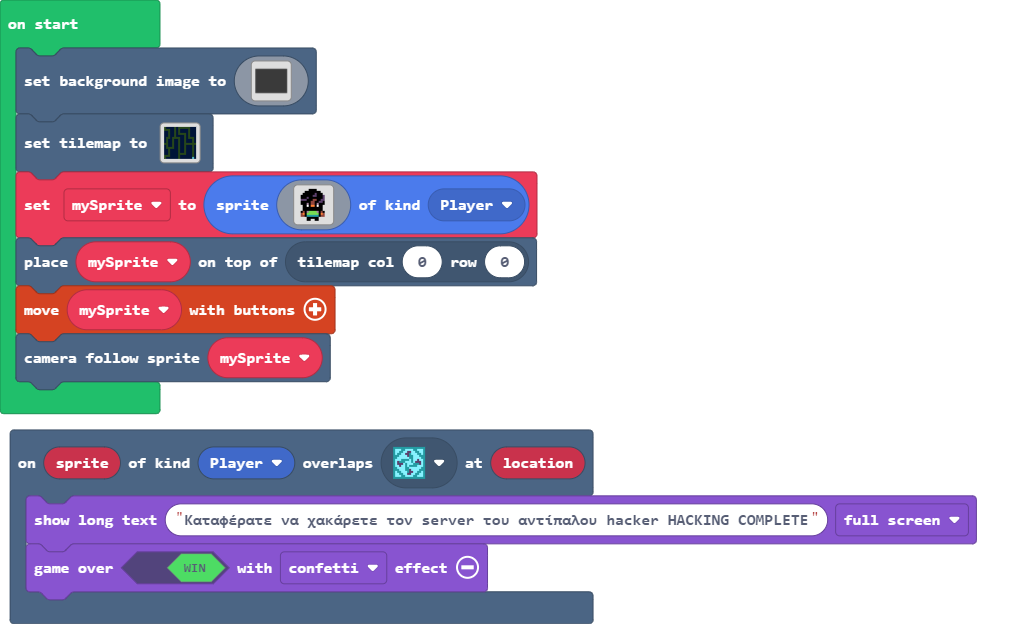 on start
set background image to
set tilemap to
set mySprite to sprite of kind Player
place mySprite on top of tilemap col 0 row 0
move mySprite with buttons
camera follow sprite mySprite
on sprite of kind Player overlaps at location
show long text "Καταφέρατε να χακάρετε τον server του αντίπαλου hacker HACKING COMPLETE" full screen
game over WIN with confetti effect